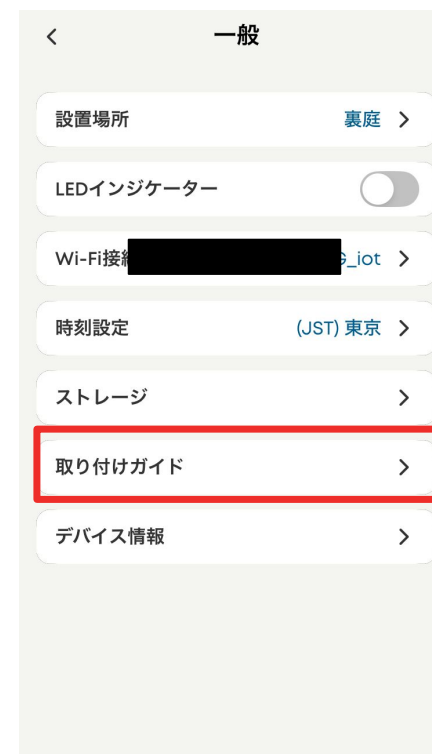 一般
設置場所 裏庭
LEDインジケーター
Wi-Fi接 _iot
時刻設定 (JST) 東京
ストレージ
取り付けガイド
デバイス情報